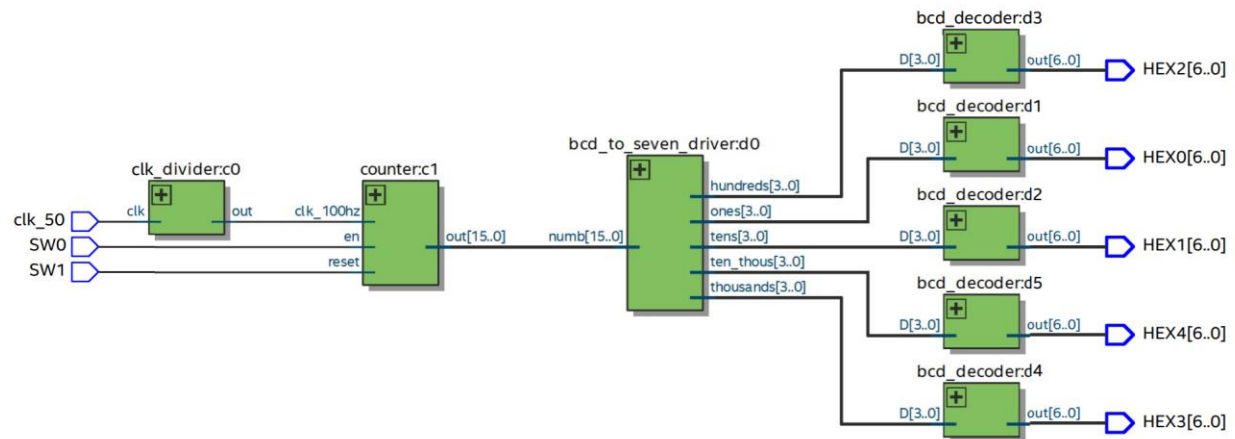 bcd_decoder:d3
D[3..0]
out[6..0]
HEX2[6..0]
bcd_decoder:d1
D[3..0]
out[6..0]
HEX0[6..0]
bcd_to_seven_driver:d0
clk_divider:c0
counter:c1
hundreds[3..0]
bcd_decoder:d2
clk_50
clk
out
clk_100hz
ones[3..0]
SW0
en
out[15..0]
numb[15..0]
tens[3..0]
D[3..0]
out[6..0]
HEX1[6..0]
SW1
reset
ten_thous[3..0]
thousands[3..0]
bcd_decoder:d5
D[3..0]
out[6..0]
HEX4[6..0]
bcd_decoder:d4
D[3..0]
out[6..0]
HEX3[6..0]